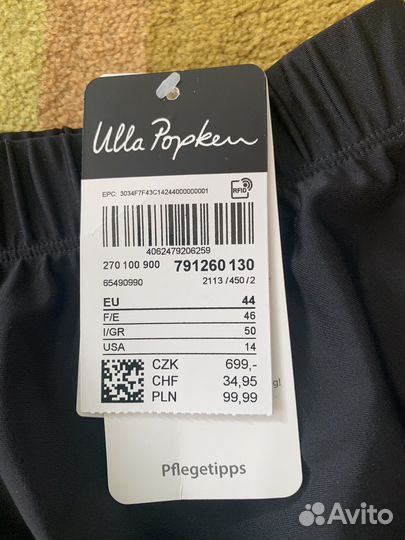 Ulla Popken
EPC: 3034F7F43C14244000000001
RFID
4062479206259
270 100 900 791260 130
65490990 2113 / 450 / 2
EU 44
F/E 46
I/GR 50
USA 14
CZK 699,-
CHF 34,95
PLN 99,99
g!
Pflegetipps
Avito